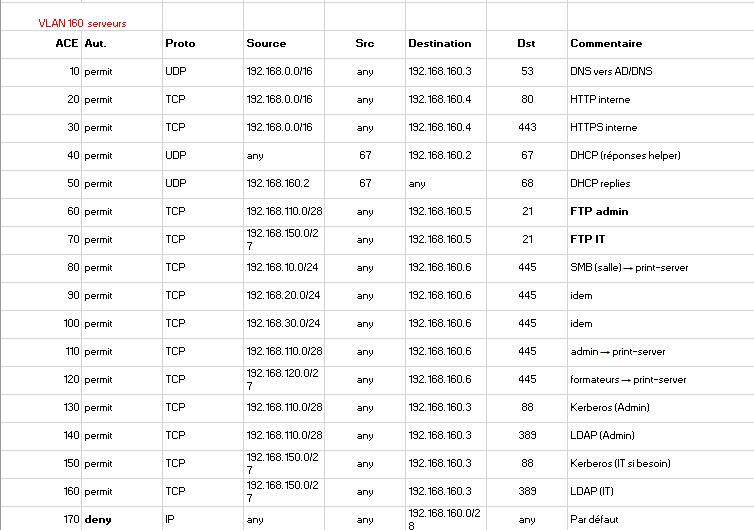 VLAN 160 serveurs
ACE Aut. Proto Source Src Destination Dst Commentaire
10 permit UDP 192.168.0.0/16 any 192.168.160.3 53 DNS vers AD/DNS
20 permit TCP 192.168.0.0/16 any 192.168.160.4 80 HTTP interne
30 permit TCP 192.168.0.0/16 any 192.168.160.4 443 HTTPS interne
40 permit UDP any 67 192.168.160.2 67 DHCP (réponses helper)
50 permit UDP 192.168.160.2 67 any 68 DHCP replies
60 permit TCP 192.168.110.0/28 any 192.168.160.5 21 FTP admin
70 permit TCP 192.168.150.0/2 any 192.168.160.5 21 FTP IT
7
80 permit TCP 192.168.10.0/24 any 192.168.160.6 445 SMB (salle) → print-server
90 permit TCP 192.168.20.0/24 any 192.168.160.6 445 idem
100 permit TCP 192.168.30.0/24 any 192.168.160.6 445 idem
110 permit TCP 192.168.110.0/28 any 192.168.160.6 445 admin → print-server
120 permit TCP 192.168.120.0/2 any 192.168.160.6 445 formateurs → print-server
7
130 permit TCP 192.168.110.0/28 any 192.168.160.3 88 Kerberos (Admin)
140 permit TCP 192.168.110.0/28 any 192.168.160.3 389 LDAP (Admin)
150 permit TCP 192.168.150.0/2 any 192.168.160.3 88 Kerberos (IT si besoin)
7
160 permit TCP 192.168.150.0/2 any 192.168.160.3 389 LDAP (IT)
7
170 deny IP any any 192.168.160.0/2 any Par défaut
8